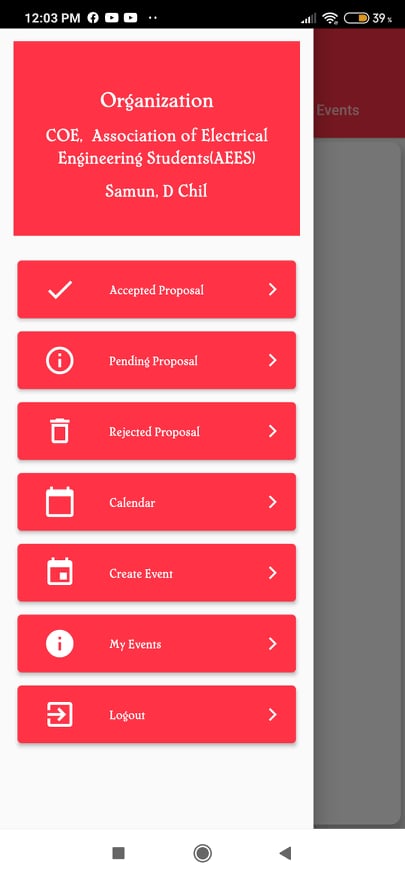 12:03 PM
39%
Events
Organization
COE, Association of Electrical
Engineering Students(AEES)
Samun, D Chil
Accepted Proposal
Pending Proposal
Rejected Proposal
Calendar
Create Event
My Events
Logout